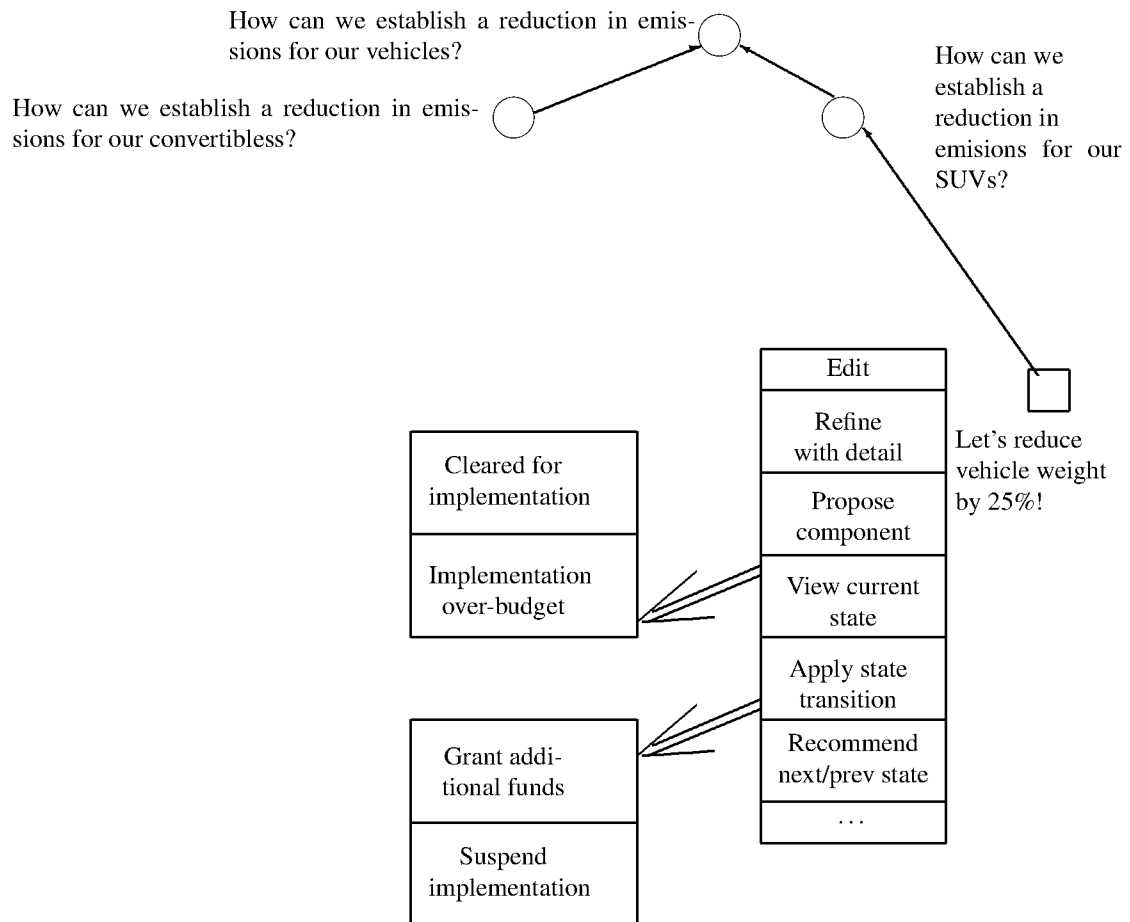 How can we establish a reduction in emis-
sions for our vehicles?
How can we establish a reduction in emis-
sions for our convertibless?
How can we
establish a
reduction in
emisions for our
SUVs?
Edit
Refine
with detail
Propose
component
View current
state
Apply state
transition
Recommend
next/prev state
...
Let's reduce
vehicle weight
by 25%!
Cleared for
implementation
Implementation
over-budget
Grant addi-
tional funds
Suspend
implementation